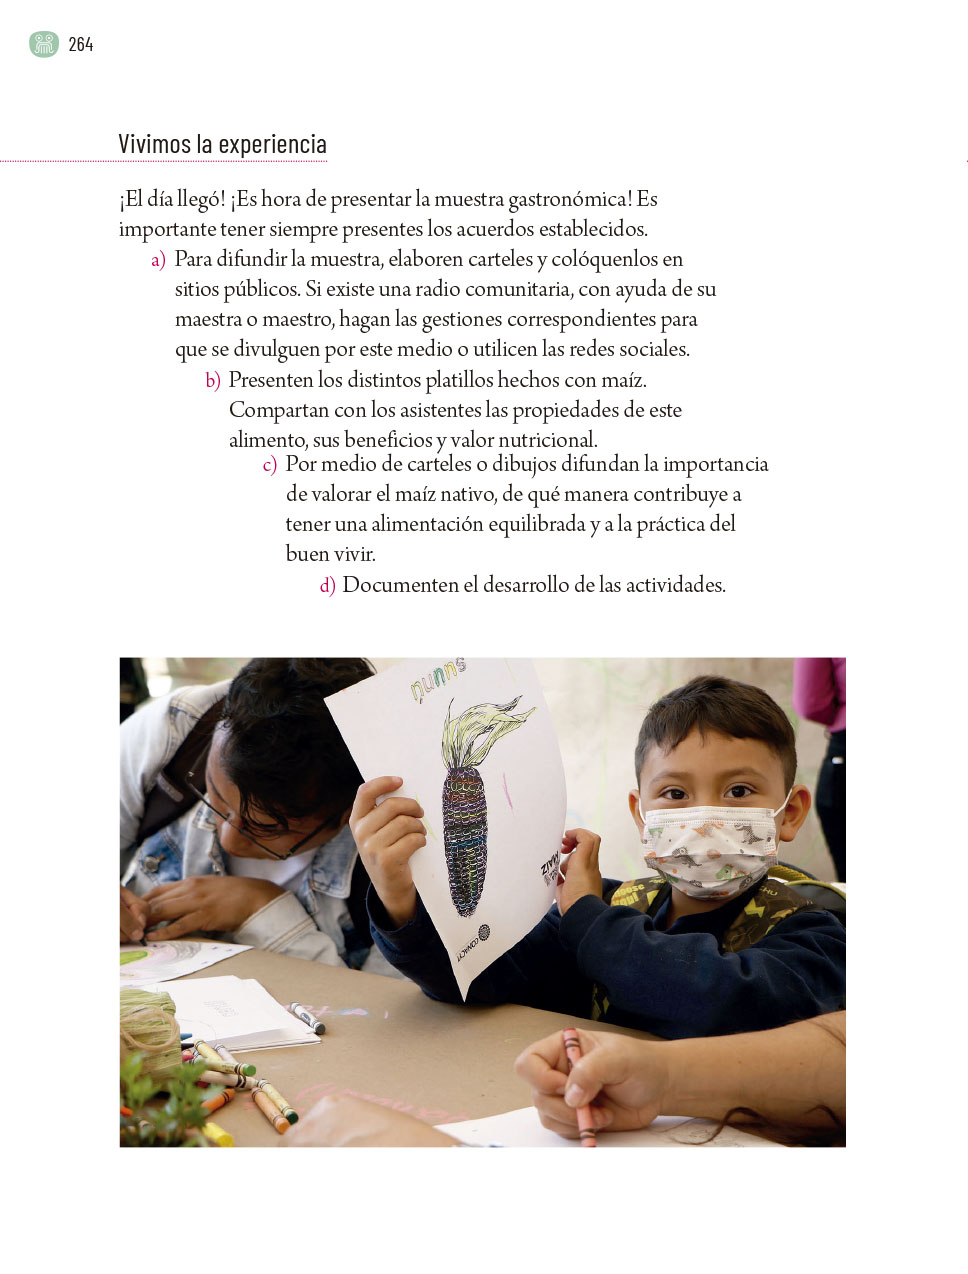 264
Vivimos la experiencia
¡El día llegó! ¡Es hora de presentar la muestra gastronómica! Es
importante tener siempre presentes los acuerdos establecidos.
a) Para difundir la muestra, elaboren carteles y colóquenlos en
sitios públicos. Si existe una radio comunitaria, con ayuda de su
maestra o maestro, hagan las gestiones correspondientes para
que se divulguen por este medio o utilicen las redes sociales.
b) Presenten los distintos platillos hechos con maíz.
Compartan con los asistentes las propiedades de este
alimento, sus beneficios y valor nutricional.
c) Por medio de carteles o dibujos difundan la importancia
de valorar el maíz nativo, de qué manera contribuye a
tener una alimentación equilibrada y a la práctica del
buen vivir.
d) Documenten el desarrollo de las actividades.
MAÍZ
CONACYT